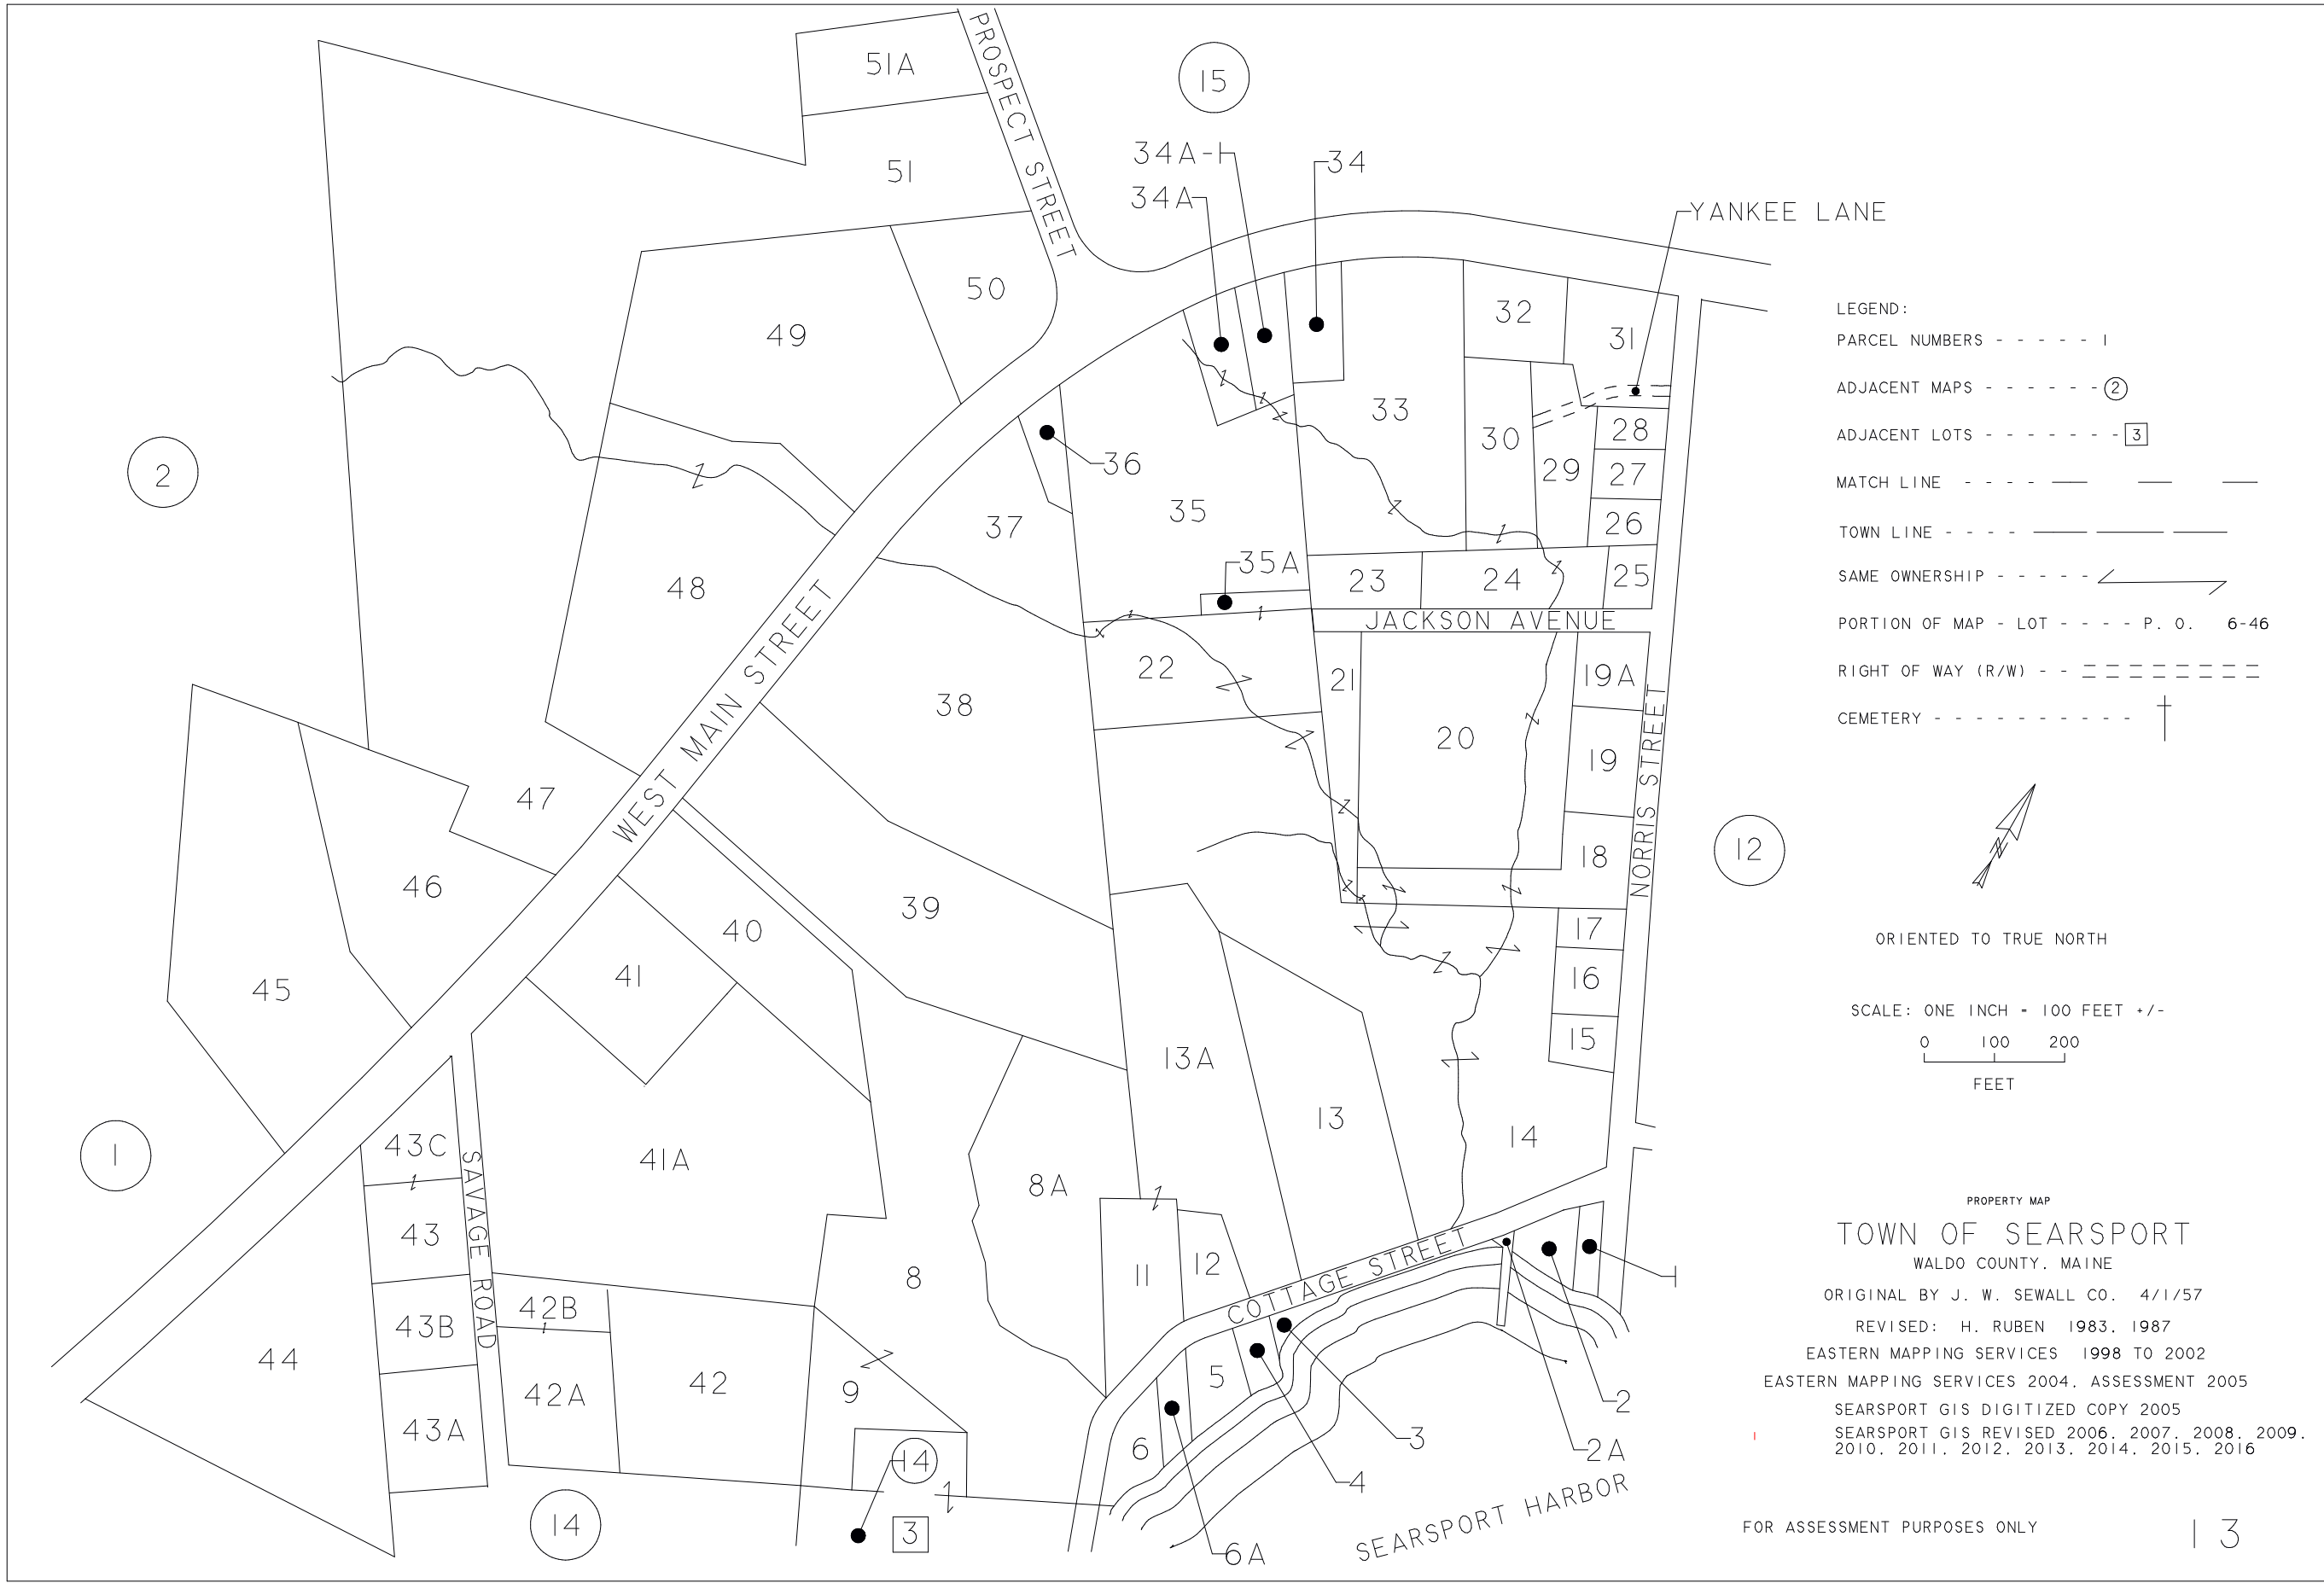 51A
PROSPECT STREET
15
51
34A-1
34
34A
YANKEE LANE
50
49
32
31
LEGEND:
PARCEL NUMBERS - - - - - 1
ADJACENT MAPS - - - - - - 2
ADJACENT LOTS - - - - - - - 3
MATCH LINE - - - -
TOWN LINE - - - -
SAME OWNERSHIP - - - - -
PORTION OF MAP - LOT - - - - P. O. 6-46
RIGHT OF WAY (R/W) - -
CEMETERY - - - - - - - - - -
2
33
30
28
29
27
26
36
37
35
35A
23
24
25
48
JACKSON AVENUE
22
21
19A
38
20
19
WEST MAIN STREET
NORRIS STREET
47
18
12
46
39
40
17
45
41
16
15
13A
13
14
ORIENTED TO TRUE NORTH
SCALE: ONE INCH = 100 FEET +/-
0 100 200
FEET
1
43C
SAVAGE ROAD
41A
8A
43
8
11
12
COTTAGE STREET
1
43B
42B
44
42A
42
9
5
43A
6
2
3
2A
4
14
14
3
6A
SEARSPORT HARBOR
PROPERTY MAP
TOWN OF SEARSPORT
WALDO COUNTY, MAINE
ORIGINAL BY J. W. SEWALL CO. 4/1/57
REVISED: H. RUBEN 1983, 1987
EASTERN MAPPING SERVICES 1998 TO 2002
EASTERN MAPPING SERVICES 2004, ASSESSMENT 2005
SEARSPORT GIS DIGITIZED COPY 2005
SEARSPORT GIS REVISED 2006, 2007, 2008, 2009,
2010, 2011, 2012, 2013, 2014, 2015, 2016
FOR ASSESSMENT PURPOSES ONLY
13